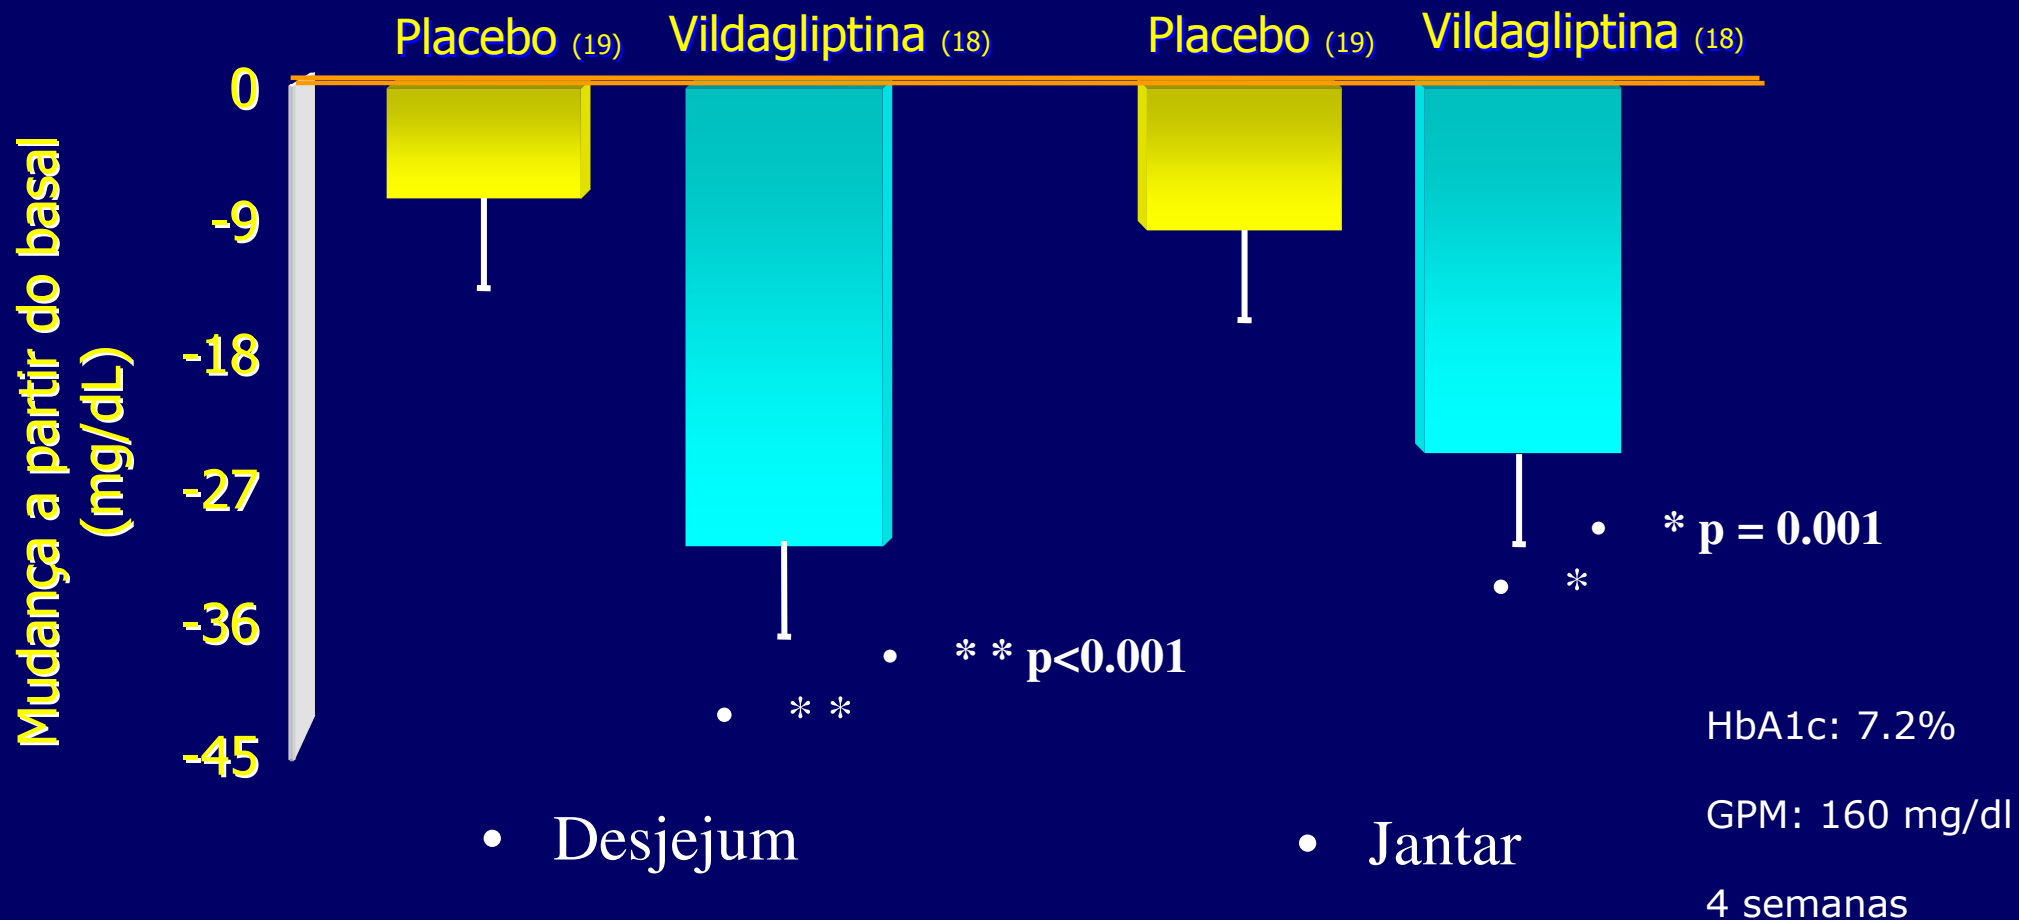 Placebo (19) Vildagliptina (18) Placebo (19) Vildagliptina (18)
Mudança a partir do basal
(mg/dL)
0
-9
-18
-27
-36
-45
• * p = 0.001
• *
• * * p<0.001
• * *
• Desjejum
• Jantar
HbA1c: 7.2%
GPM: 160 mg/dl
4 semanas